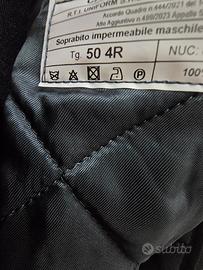 R.T.I. UNIFORM
Accordo Quadro n.444/2021 del
Atto Aggiuntivo n.499/2023 Appalto
Soprabito impermeabile maschile
Tg. 50 4R
NUC:
100
subito